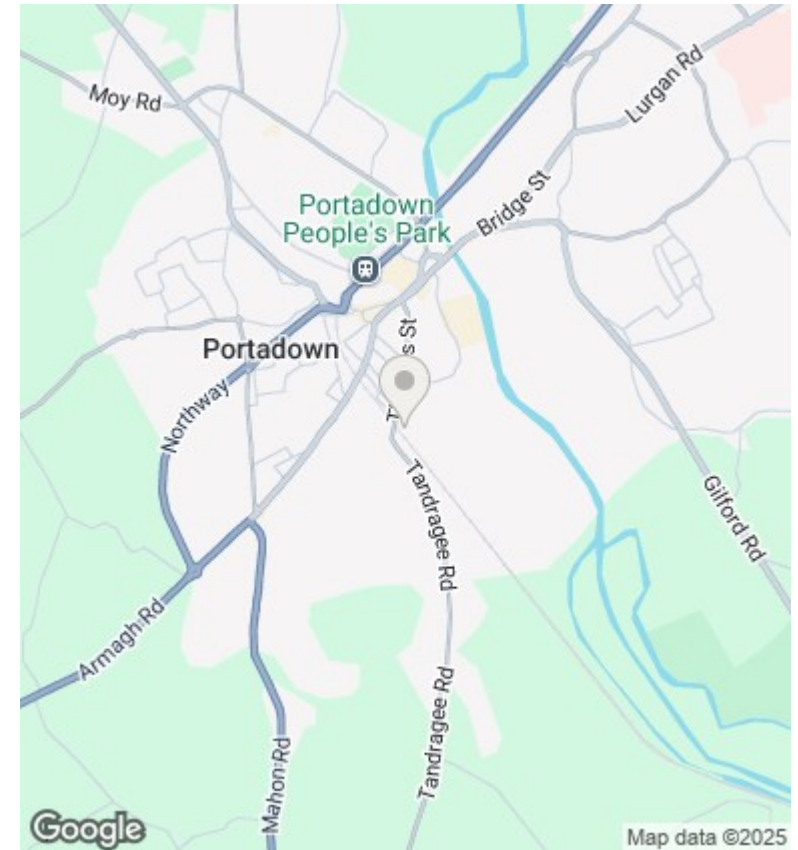 Moy Rd
Lurgan Rd
Portadown
People's Park
Bridge St
Portadown
Northway
Tandragee Rd
Gilford Rd
Armagh Rd
Tandragee Rd
Mahon Rd
Google
Map data ©2025